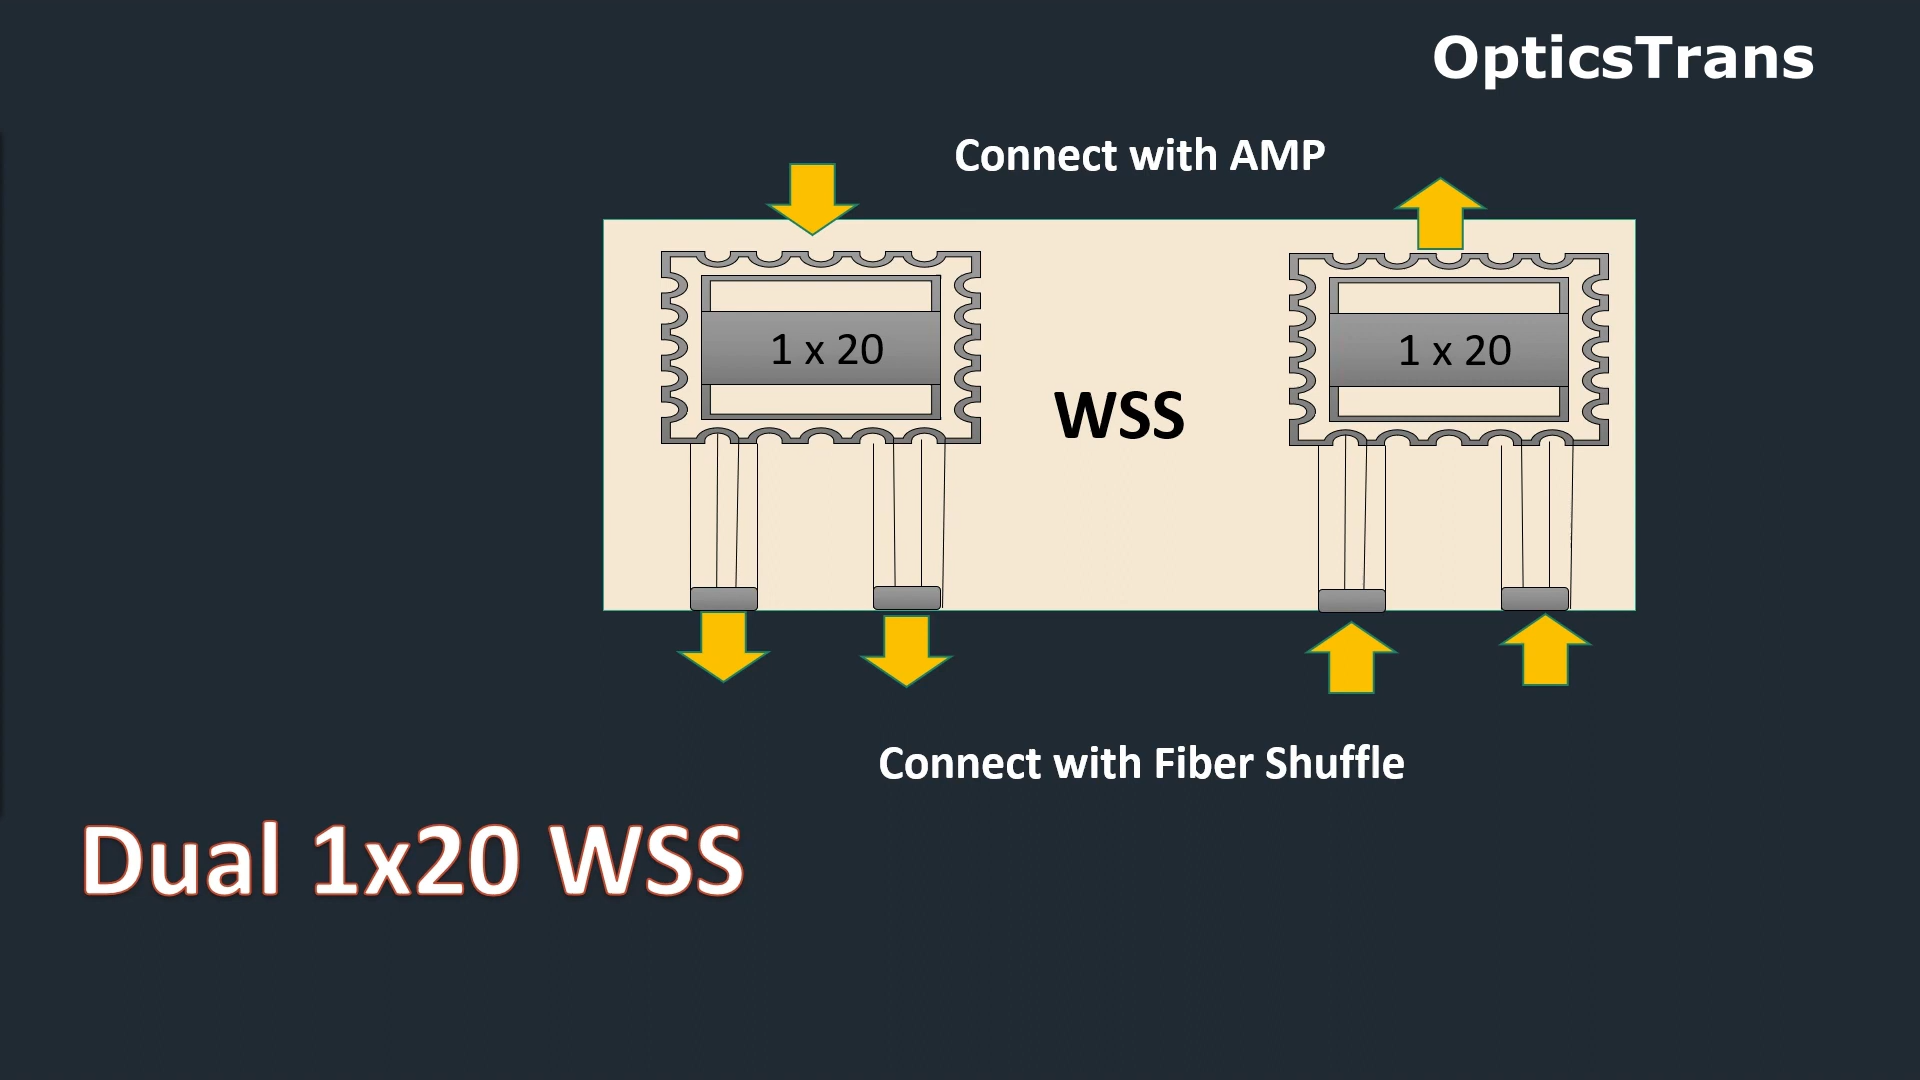 OpticsTrans
Connect with AMP
1 x 20
1 x 20
WSS
Connect with Fiber Shuffle
Dual 1x20 WSS